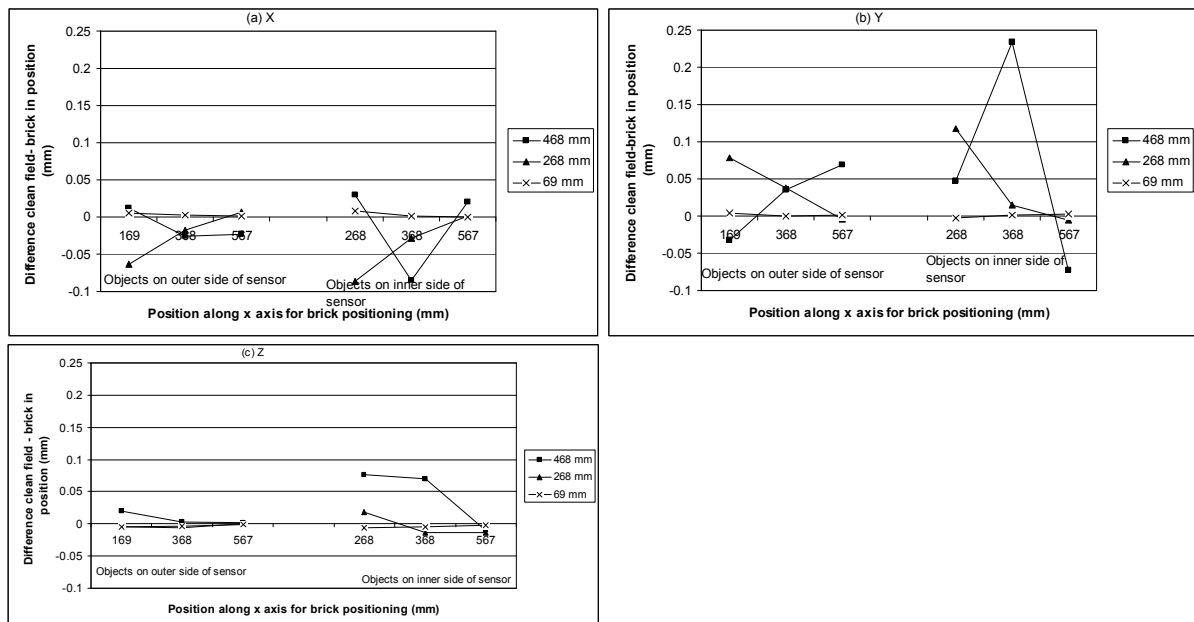 (a) X
0.25
0.2
0.15
0.1
0.05
0
-0.05
-0.1
Difference clean field- brick in position
(mm)
169 368 567 268 368 567
Objects on outer side of sensor
Objects on inner side of
sensor
Position along x axis for brick positioning (mm)
468 mm
268 mm
69 mm
(b) Y
0.25
0.2
0.15
0.1
0.05
0
-0.05
-0.1
Difference clean field-brick in position
(mm)
169 368 567 268 368 567
Objects on outer side of sensor
Objects on inner side of
sensor
Position along x axis for brick positioning (mm)
468 mm
268 mm
69 mm
(c) Z
0.25
0.2
0.15
0.1
0.05
0
-0.05
-0.1
Difference clean field - brick in
position (mm)
169 368 567 268 368 567
Objects on outer side of sensor
Objects on inner side of sensor
Position along x axis for brick positioning (mm)
468 mm
268 mm
69 mm